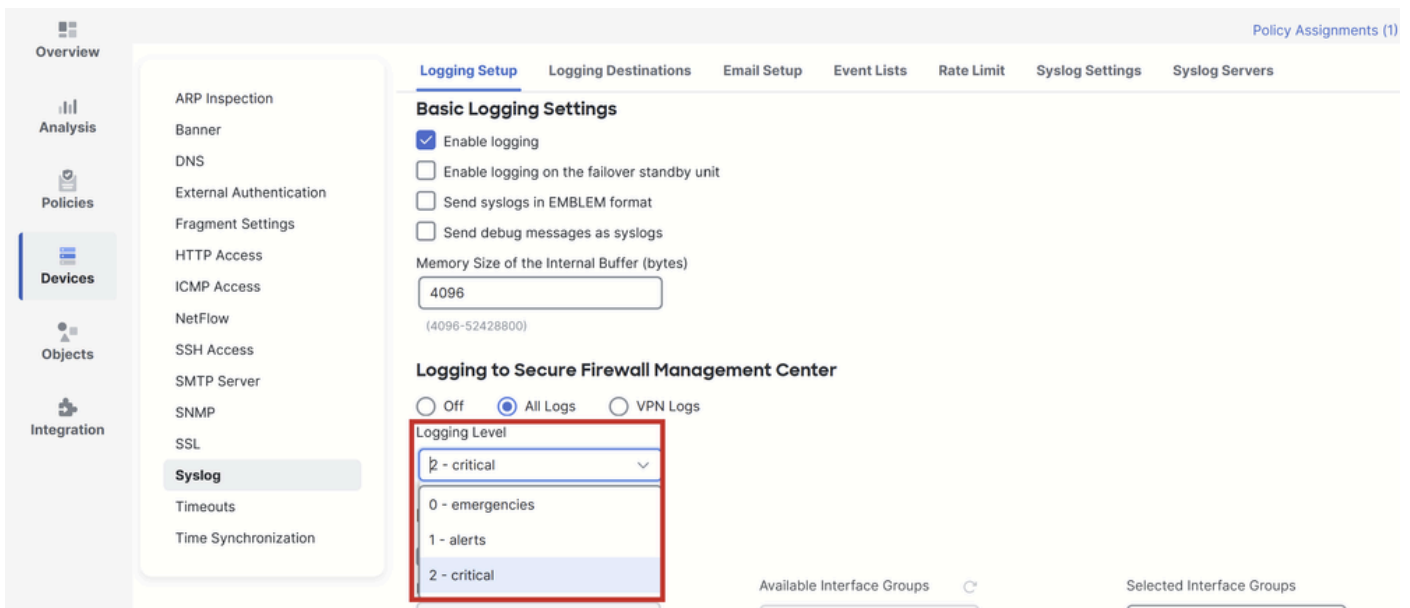 Policy Assignments (1)
Overview
Analysis
Policies
Devices
Objects
Integration
ARP Inspection
Banner
DNS
External Authentication
Fragment Settings
HTTP Access
ICMP Access
NetFlow
SSH Access
SMTP Server
SNMP
SSL
Syslog
Timeouts
Time Synchronization
Logging Setup Logging Destinations Email Setup Event Lists Rate Limit Syslog Settings Syslog Servers
Basic Logging Settings
Enable logging
Enable logging on the failover standby unit
Send syslogs in EMBLEM format
Send debug messages as syslogs
Memory Size of the Internal Buffer (bytes)
4096
(4096-52428800)
Logging to Secure Firewall Management Center
Off All Logs VPN Logs
Logging Level
2 - critical
0 - emergencies
1 - alerts
2 - critical
Available Interface Groups Selected Interface Groups